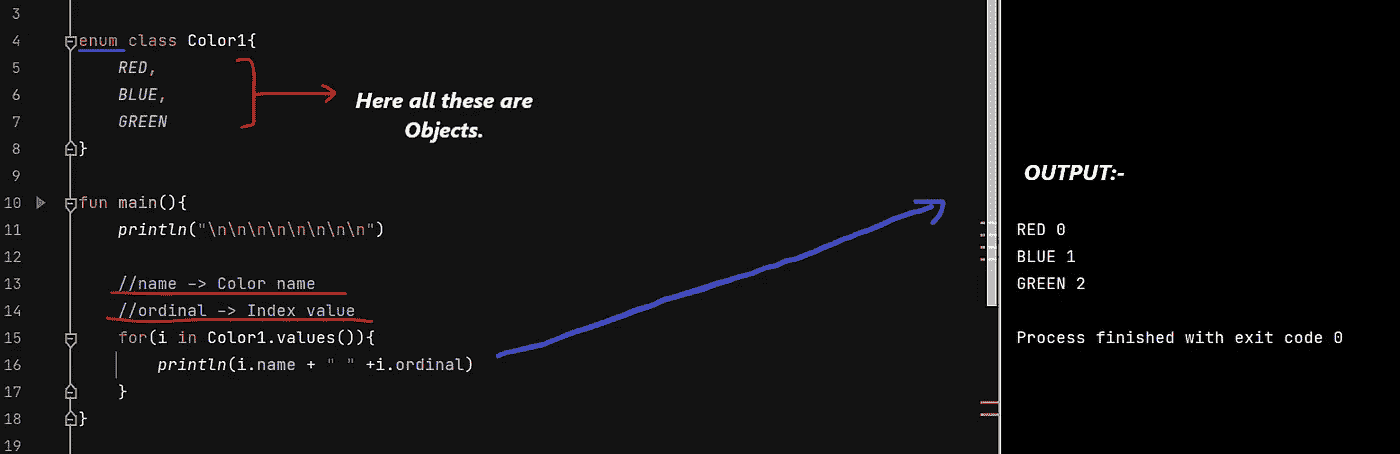 3
4 enum class Color1{
5 RED,
6 BLUE,
7 GREEN
8 }
9
10 fun main(){
11 println("\n\n\n\n\n\n\n\n")
12
13 //name -> Color name
14 //ordinal -> Index value
15 for(i in Color1.values()){
16 println(i.name + " " +i.ordinal)
17 }
18 }
19
Here all these are
Objects.
OUTPUT:-
RED 0
BLUE 1
GREEN 2
Process finished with exit code 0